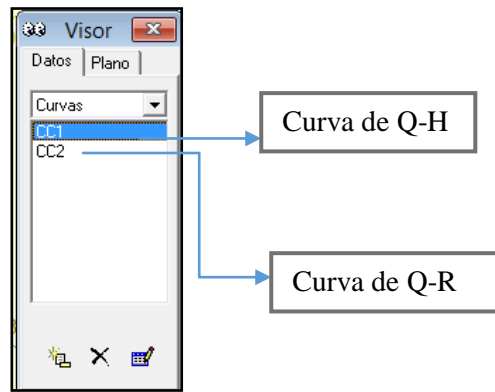 Visor
Datos Plano
Curvas
CC1
CC2
Curva de Q-H
Curva de Q-R